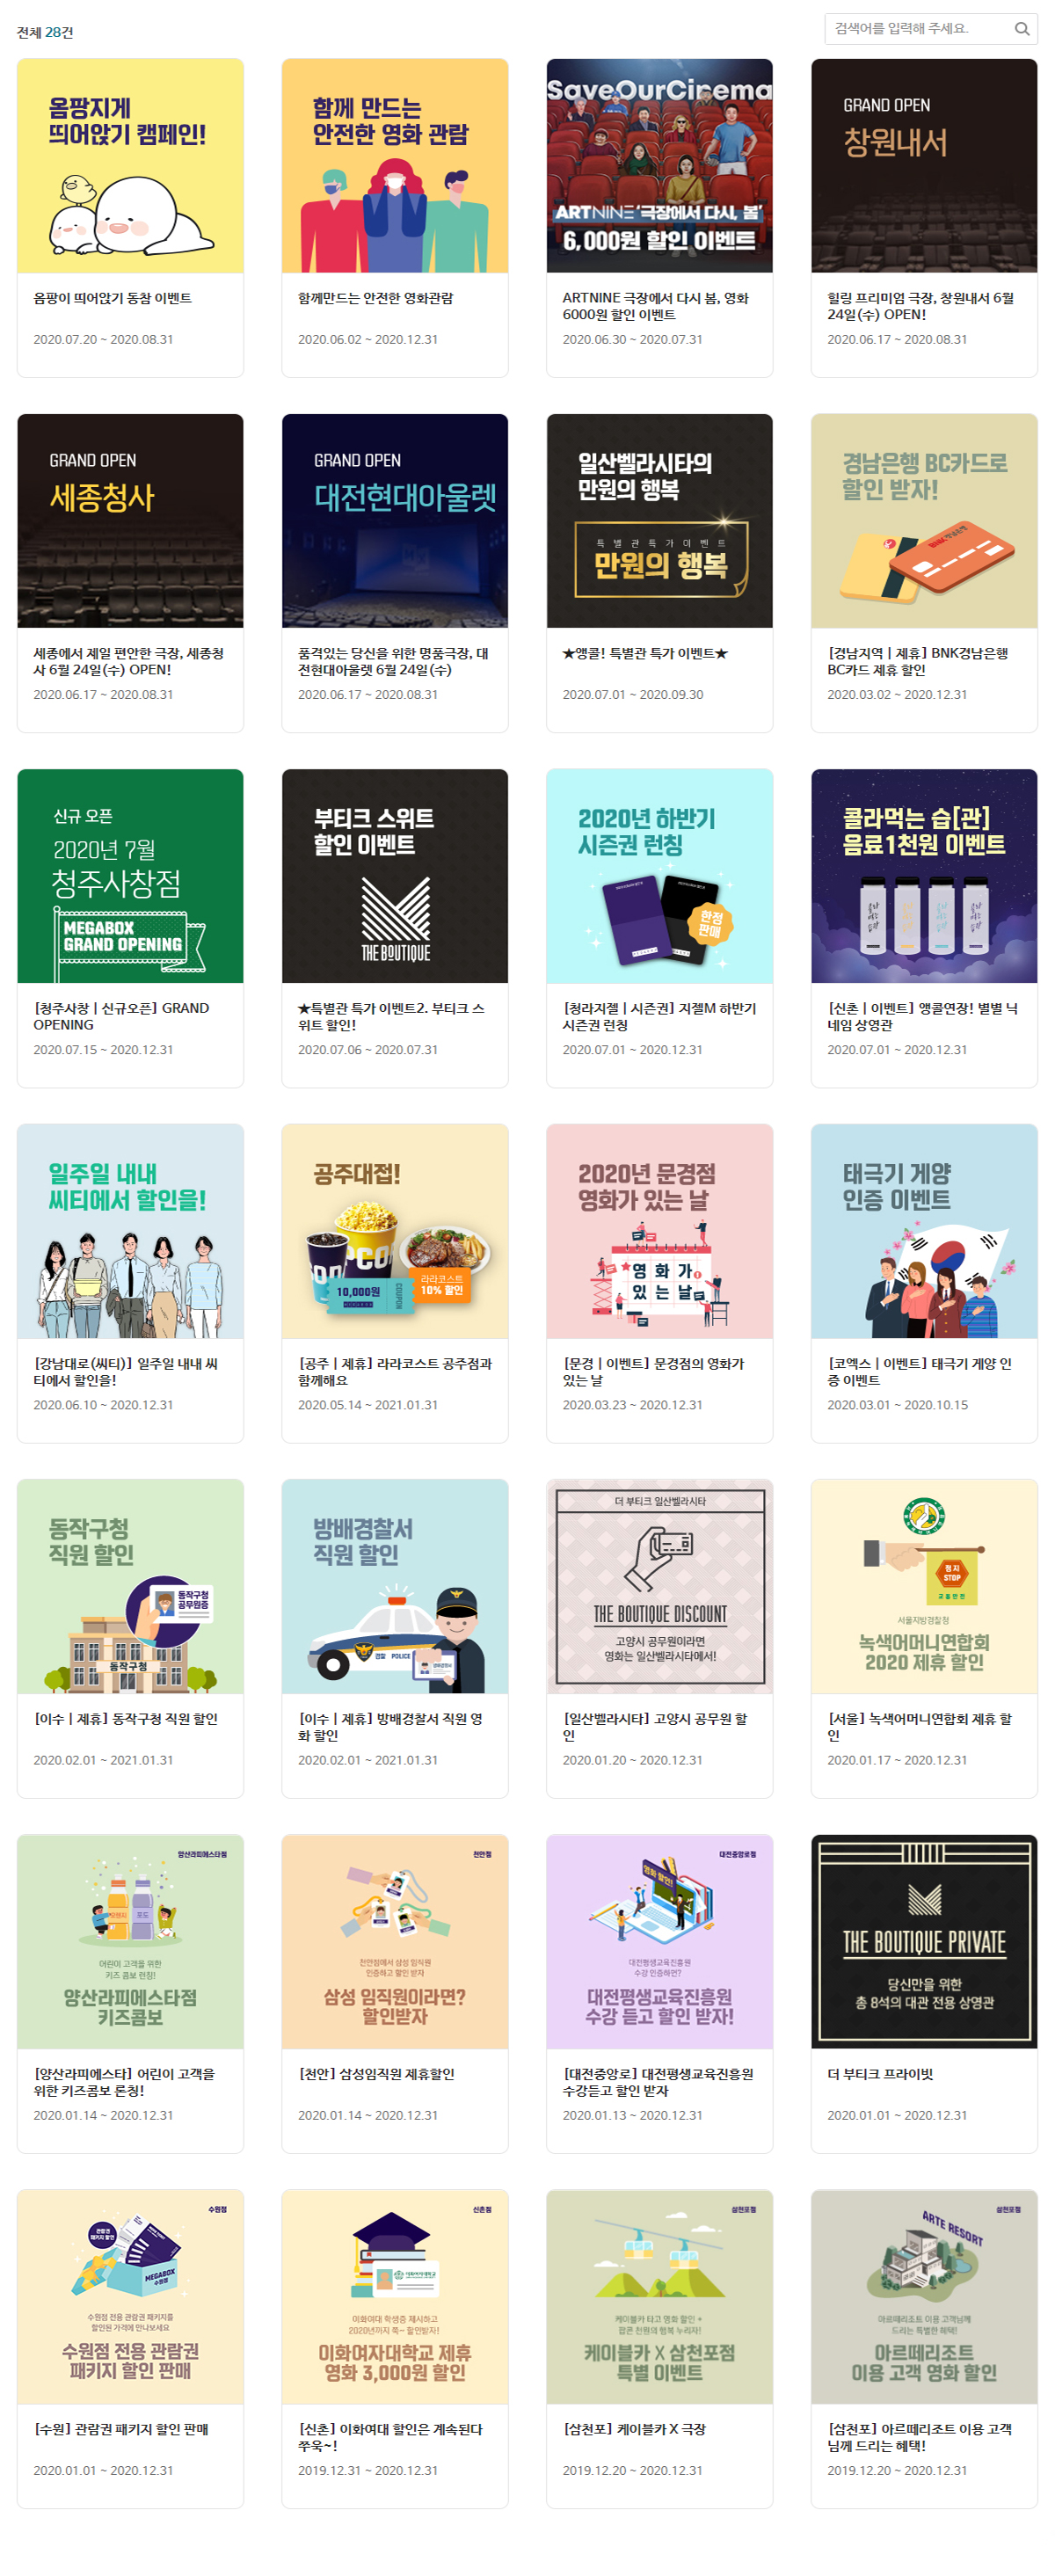 전체 28건
검색어를 입력해 주세요.
옴팡지게
띄어앉기 캠페인!
옴팡이 띄어앉기 동참 이벤트
2020.07.20 ~ 2020.08.31
함께 만드는
안전한 영화 관람
함께만드는 안전한 영화관람
2020.06.02 ~ 2020.12.31
SaveOurCinema
ARTNINE '극장에서 다시, 봄'
6,000원 할인 이벤트
ARTNINE 극장에서 다시 봄, 영화
6000원 할인 이벤트
2020.06.30 ~ 2020.07.31
GRAND OPEN
창원내서
힐링 프리미엄 극장, 창원내서 6월
24일(수) OPEN!
2020.06.17 ~ 2020.08.31
GRAND OPEN
세종청사
세종에서 제일 편안한 극장, 세종청
사 6월 24일(수) OPEN!
2020.06.17 ~ 2020.08.31
GRAND OPEN
대전현대아울렛
품격있는 당신을 위한 명품극장, 대
전현대아울렛 6월 24일(수)
2020.06.17 ~ 2020.08.31
일산벨라시타의
만원의 행복
특별관특가이벤트
만원의 행복
★앵콜! 특별관 특가 이벤트★
2020.07.01 ~ 2020.09.30
경남은행 BC카드로
할인 받자!
BNK경남은행
[경남지역 | 제휴] BNK경남은행
BC카드 제휴 할인
2020.03.02 ~ 2020.12.31
신규 오픈
2020년 7월
청주사창점
MEGABOX
GRAND OPENING
[청주사창 | 신규오픈] GRAND
OPENING
2020.07.15 ~ 2020.12.31
부티크 스위트
할인 이벤트
THE BOUTIQUE
★특별관 특가 이벤트2. 부티크 스
위트 할인!
2020.07.06 ~ 2020.07.31
2020년 하반기
시즌권 런칭
한정
판매
[청라지젤 | 시즌권] 지젤M 하반기
시즌권 런칭
2020.07.01 ~ 2020.12.31
콜라먹는 습[관]
음료1천원 이벤트
[신촌 | 이벤트] 앵콜연장! 별별 닉
네임 상영관
2020.07.01 ~ 2020.12.31
일주일 내내
씨티에서 할인을!
[강남대로(씨티)] 일주일 내내 씨
티에서 할인을!
2020.06.10 ~ 2020.12.31
공주대접!
10,000원
COUPON
라라코스트
10% 할인
[공주 | 제휴] 라라코스트 공주점과
함께해요
2020.05.14 ~ 2021.01.31
2020년 문경점
영화가 있는 날
영화가
있는날
[문경 | 이벤트] 문경점의 영화가
있는 날
2020.03.23 ~ 2020.12.31
태극기 게양
인증 이벤트
[코엑스 | 이벤트] 태극기 게양 인
증 이벤트
2020.03.01 ~ 2020.10.15
동작구청
직원 할인
동작구청
공무원증
동작구청
[이수 | 제휴] 동작구청 직원 할인
2020.02.01 ~ 2021.01.31
방배경찰서
직원 할인
경찰 POLICE
[이수 | 제휴] 방배경찰서 직원 영
화 할인
2020.02.01 ~ 2021.01.31
더 부티크 일산벨라시타
THE BOUTIQUE DISCOUNT
고양시 공무원이라면
영화는 일산벨라시타에서!
[일산벨라시타] 고양시 공무원 할
인
2020.01.20 ~ 2020.12.31
정지
STOP
교통안전
서울지방경찰청
녹색어머니연합회
2020 제휴 할인
[서울] 녹색어머니연합회 제휴 할
인
2020.01.17 ~ 2020.12.31
양산라피에스타점
오렌지
포도
어린이 고객을 위한
키즈 콤보 런칭!
양산라피에스타점
키즈콤보
[양산라피에스타] 어린이 고객을
위한 키즈콤보 론칭!
2020.01.14 ~ 2020.12.31
천안점
천안점에서 삼성 임직원
인증하고 할인 받자
삼성 임직원이라면?
할인받자
[천안] 삼성임직원 제휴할인
2020.01.14 ~ 2020.12.31
대전중앙로점
영화 할인!
대전평생교육진흥원
수강 인증하면?
대전평생교육진흥원
수강 듣고 할인 받자!
[대전중앙로] 대전평생교육진흥원
수강듣고 할인 받자
2020.01.13 ~ 2020.12.31
THE BOUTIQUE PRIVATE
당신만을 위한
총 8석의 대관 전용 상영관
더 부티크 프라이빗
2020.01.01 ~ 2020.12.31
수원점
관람권
패키지 할인
MEGABOX
수원점
수원점 전용 관람권 패키지를
할인된 가격에 만나보세요
수원점 전용 관람권
패키지 할인 판매
[수원] 관람권 패키지 할인 판매
2020.01.01 ~ 2020.12.31
신촌점
이화여자대학교
이화여대 학생증 제시하고
2020년까지 쭉~ 할인받자!
이화여자대학교 제휴
영화 3,000원 할인
[신촌] 이화여대 할인은 계속된다
쭈욱~!
2019.12.31 ~ 2020.12.31
삼천포점
케이블카 타고 영화 할인 +
팝콘 천원의 행복 누리자!
케이블카 X 삼천포점
특별 이벤트
[삼천포] 케이블카 X 극장
2019.12.20 ~ 2020.12.31
삼천포점
ARTE RESORT
아르떼리조트 이용 고객님께
드리는 특별한 혜택!
아르떼리조트
이용 고객 영화 할인
[삼천포] 아르떼리조트 이용 고객
님께 드리는 혜택!
2019.12.20 ~ 2020.12.31